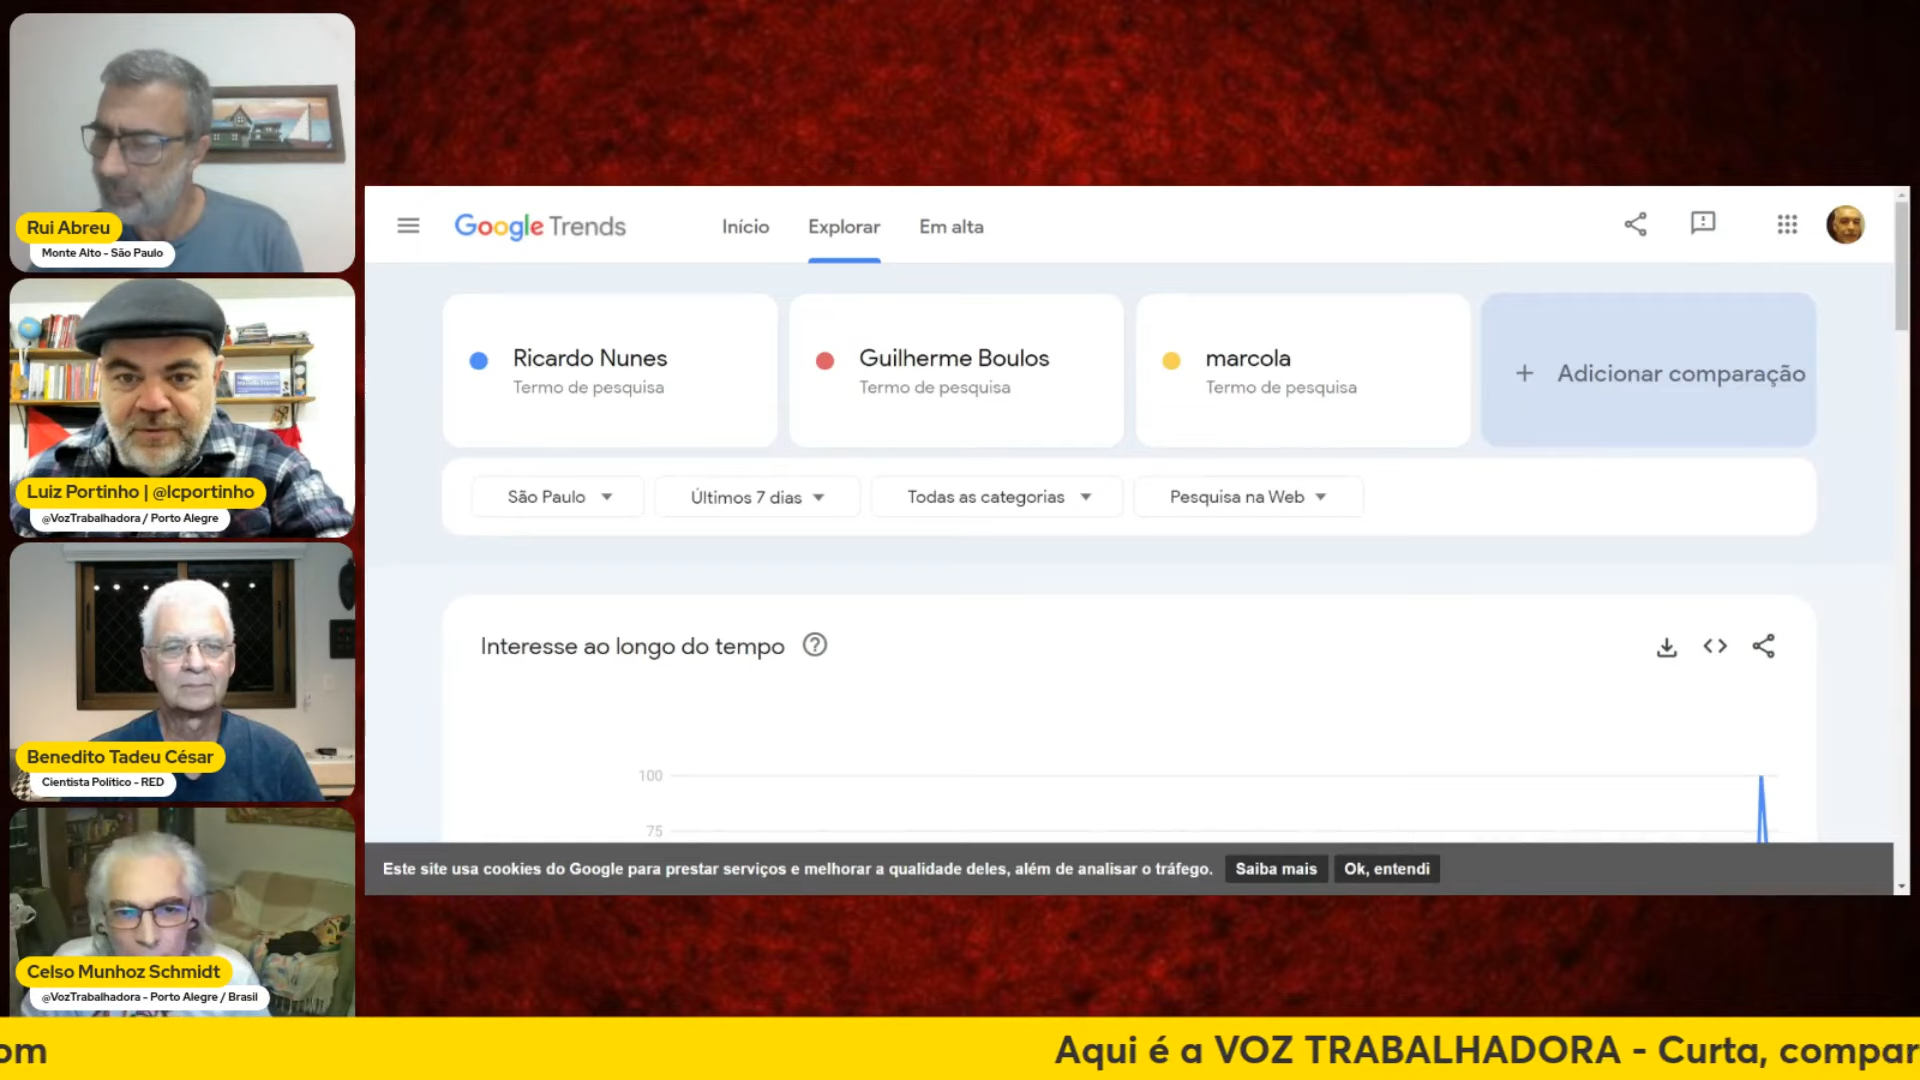 Rui Abreu
Monte Alto - São Paulo
Luiz Portinho | @lcportinho
@VozTrabalhadora / Porto Alegre
Benedito Tadeu César
Cientista Político - RED
Celso Munhoz Schmidt
@VozTrabalhadora - Porto Alegre / Brasil
Google Trends
Início Explorar Em alta
Ricardo Nunes
Termo de pesquisa
Guilherme Boulos
Termo de pesquisa
marcola
Termo de pesquisa
+ Adicionar comparação
São Paulo
Últimos 7 dias
Todas as categorias
Pesquisa na Web
Interesse ao longo do tempo
100
75
Este site usa cookies do Google para prestar serviços e melhorar a qualidade deles, além de analisar o tráfego. Saiba mais Ok, entendi
om Aqui é a VOZ TRABALHADORA - Curta, compar